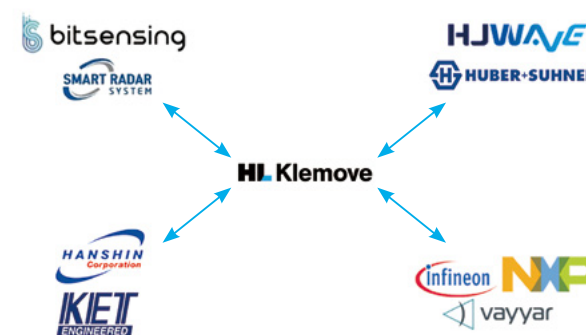 bitsensing
SMART RADAR
SYSTEM
HJWAVE
HUBER+SUHNER
HL Klemove
HANSHIN
Corporation
KET
ENGINEERED
infineon
NXP
vayyar